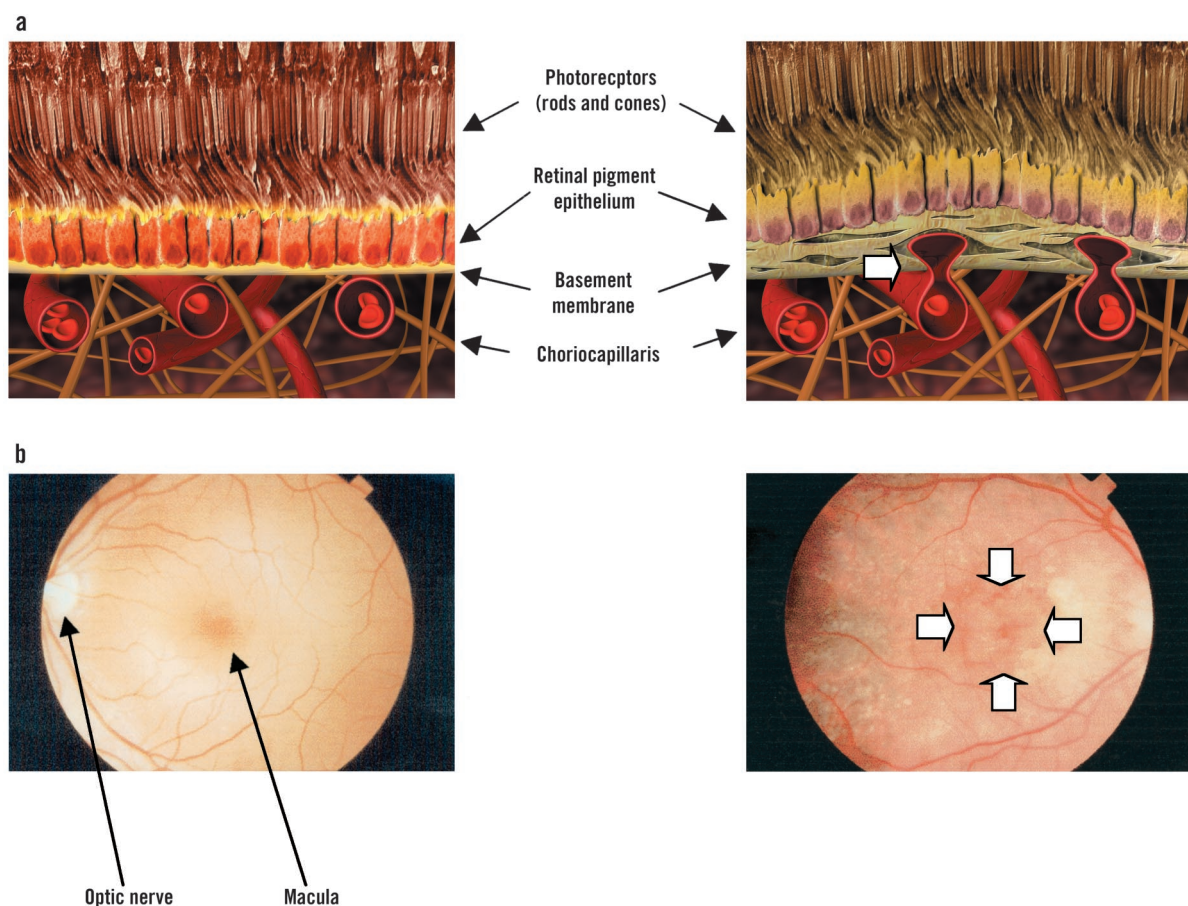 a
Photorecptors
(rods and cones)
Retinal pigment
epithelium
Basement
membrane
Choriocapillaris
b
Optic nerve
Macula